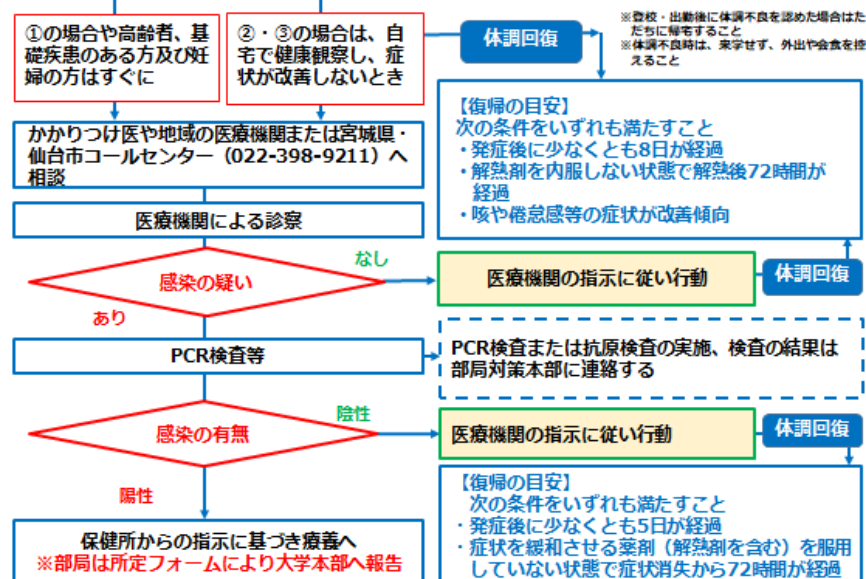 ①の場合や高齢者、基
礎疾患のある方及び妊
婦の方はすぐに
②・③の場合は、自
宅で健康観察し、症
状が改善しないとき
体調回復
※登校・出勤後に体調不良を認めた場合はた
だちに帰宅すること
※体調不良時は、来学せず、外出や会食を控
えること
かかりつけ医や地域の医療機関または宮城県・
仙台市コールセンター（022-398-9211）へ
相談
【復帰の目安】
次の条件をいずれも満たすこと
・発症後に少なくとも8日が経過
・解熱剤を内服しない状態で解熱後72時間が
経過
・咳や倦怠感等の症状が改善傾向
医療機関による診察
感染の疑い
なし
医療機関の指示に従い行動
体調回復
あり
PCR検査等
PCR検査または抗原検査の実施、検査の結果は
部局対策本部に連絡する
感染の有無
陰性
医療機関の指示に従い行動
体調回復
陽性
保健所からの指示に基づき療養へ
※部局は所定フォームにより大学本部へ報告
【復帰の目安】
次の条件をいずれも満たすこと
・発症後に少なくとも5日が経過
・症状を緩和させる薬剤（解熱剤を含む）を服用
していない状態で症状消失から72時間が経過